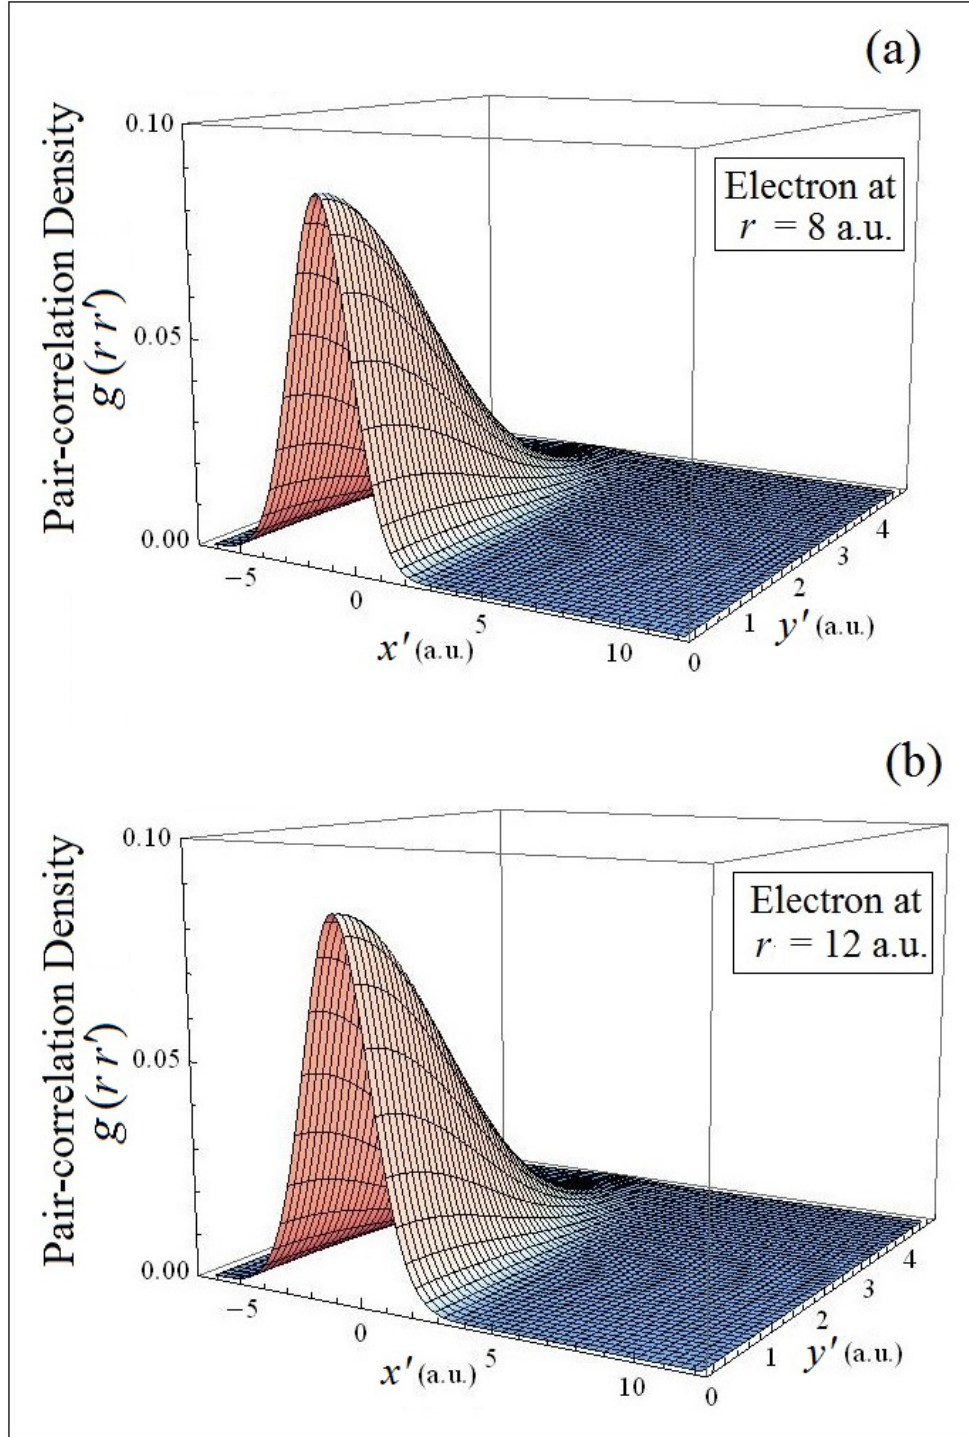 (a)
Pair-correlation Density
g (r r')
0.10
0.05
0.00
Electron at
r = 8 a.u.
−5
0
5
10
x' (a.u.)
0
1
2
3
4
y' (a.u.)
(b)
Pair-correlation Density
g (r r')
0.10
0.05
0.00
Electron at
r = 12 a.u.
−5
0
5
10
x' (a.u.)
0
1
2
3
4
y' (a.u.)